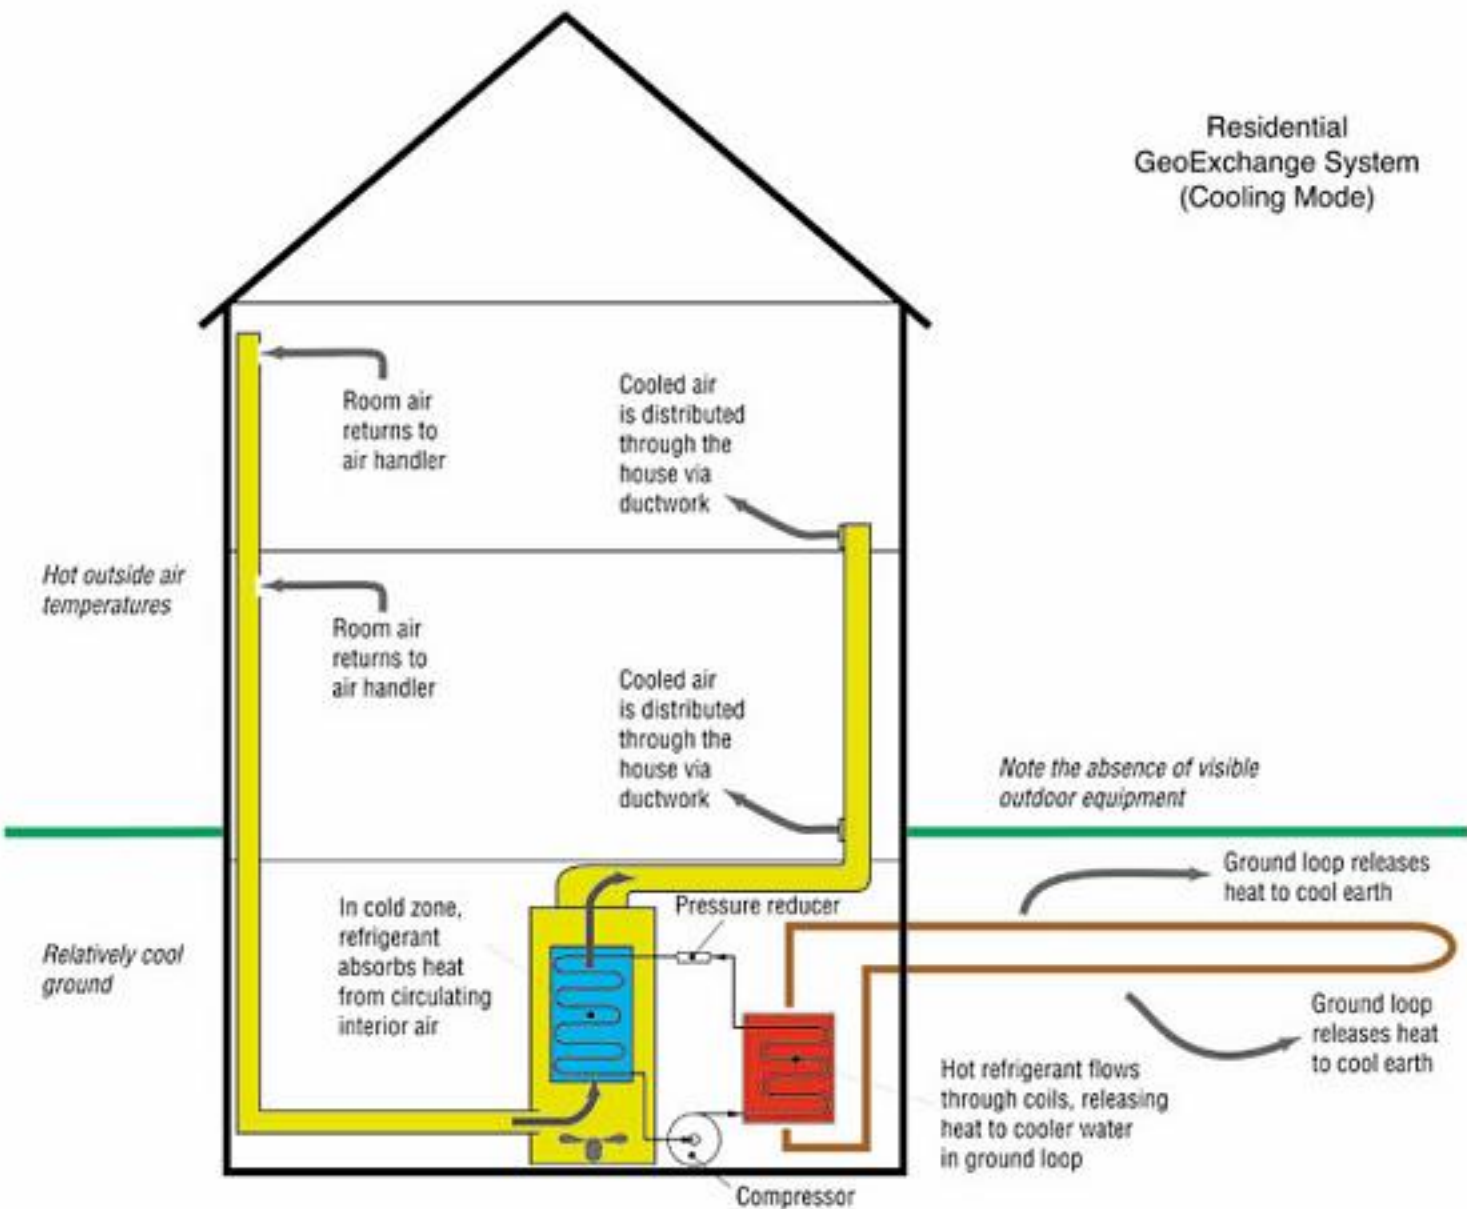 Residential
GeoExchange System
(Cooling Mode)
Room air
returns to
air handler
Cooled air
is distributed
through the
house via
ductwork
Hot outside air
temperatures
Room air
returns to
air handler
Cooled air
is distributed
through the
house via
ductwork
Note the absence of visible
outdoor equipment
Ground loop releases
heat to cool earth
In cold zone,
refrigerant
absorbs heat
from circulating
interior air
Pressure reducer
Relatively cool
ground
Ground loop
releases heat
to cool earth
Hot refrigerant flows
through coils, releasing
heat to cooler water
in ground loop
Compressor